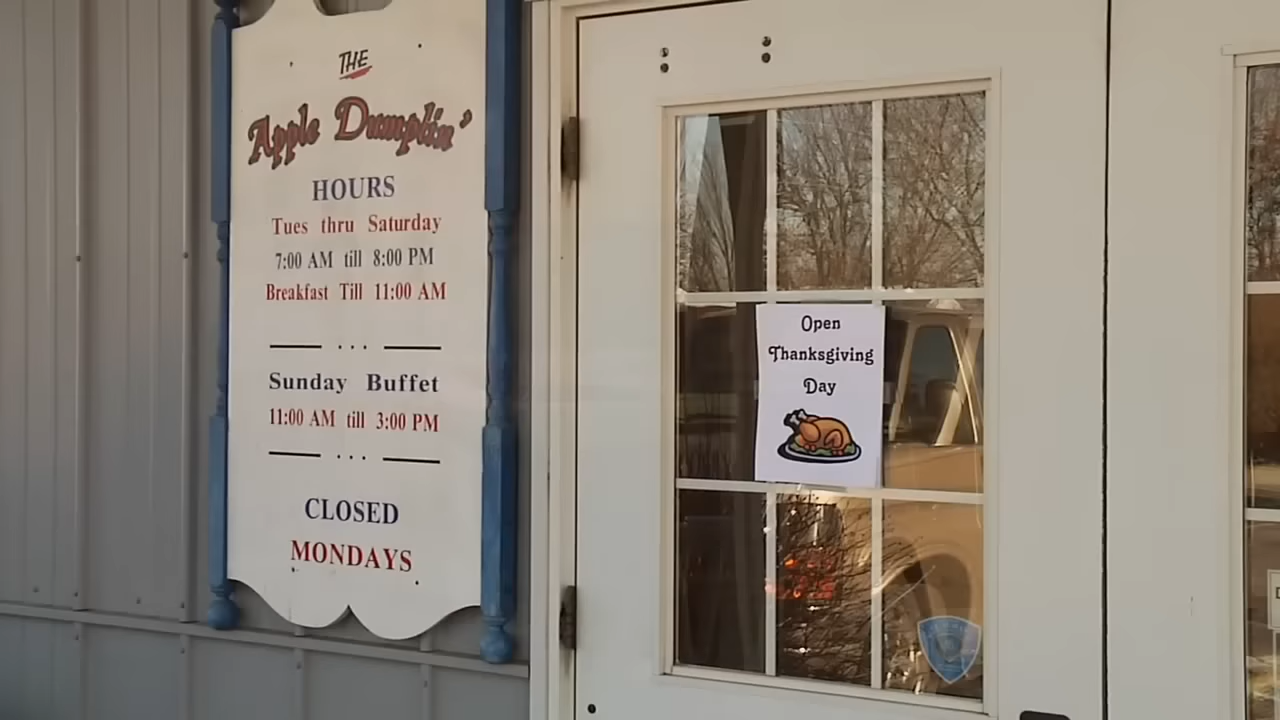 THE
Apple Dumplin'
HOURS
Tues thru Saturday
7:00 AM till 8:00 PM
Breakfast Till 11:00 AM
Sunday Buffet
11:00 AM till 3:00 PM
CLOSED
MONDAYS
Open
Thanksgiving
Day